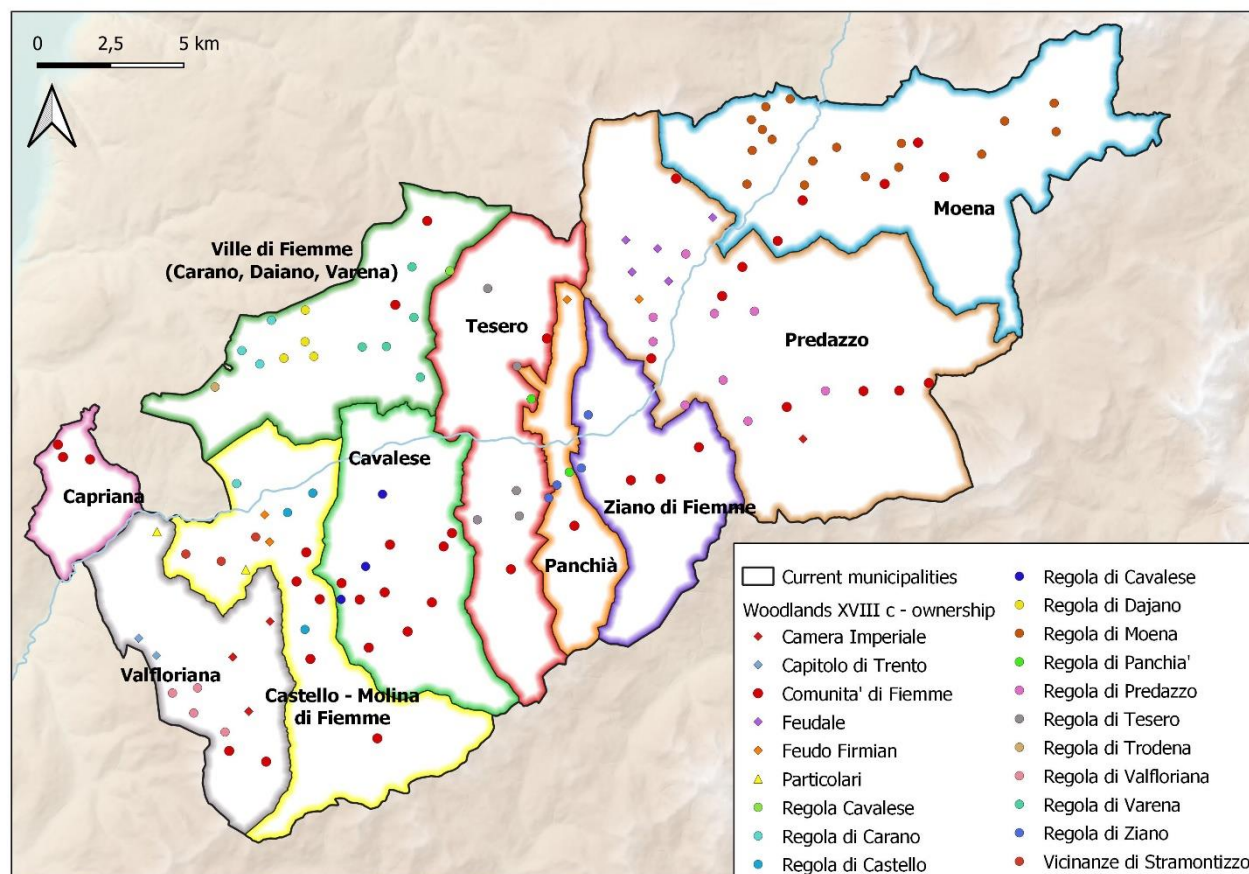 0 2,5 5 km
Moena
Ville di Fiemme
(Carano, Daiano, Varena)
Tesero
Predazzo
Cavalese
Capriana
Ziano di Fiemme
Panchià
Valfloriana
Castello - Molina
di Fiemme
Current municipalities
Woodlands XVIII c - ownership
Camera Imperiale
Capitolo di Trento
Comunita' di Fiemme
Feudale
Feudo Firmian
Particolari
Regola Cavalese
Regola di Carano
Regola di Castello
Regola di Cavalese
Regola di Dajano
Regola di Moena
Regola di Panchia'
Regola di Predazzo
Regola di Tesero
Regola di Trodena
Regola di Valfloriana
Regola di Varena
Regola di Ziano
Vicinanze di Stramontizzo